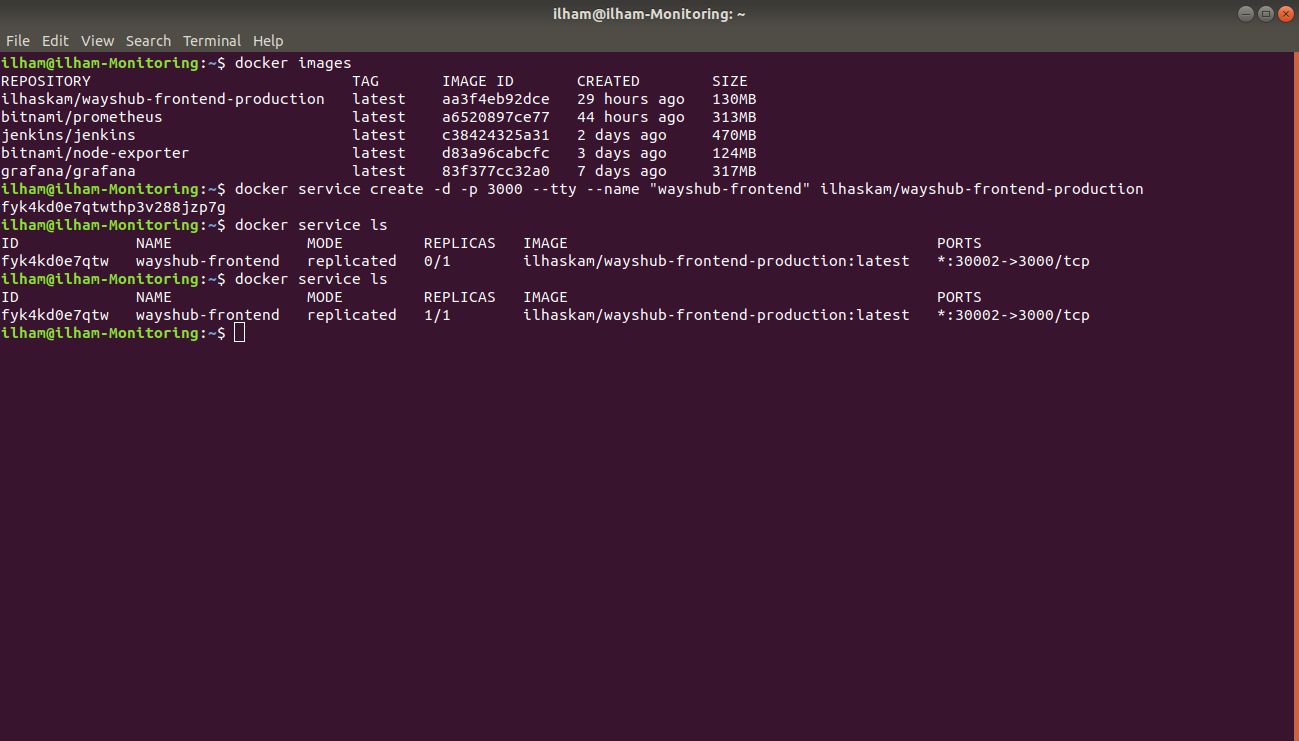 ilham@ilham-Monitoring: ~
File Edit View Search Terminal Help
ilham@ilham-Monitoring:~$ docker images
REPOSITORY                             TAG       IMAGE ID       CREATED        SIZE
ilhaskam/wayshub-frontend-production   latest    aa3f4eb92dce   29 hours ago   130MB
bitnami/prometheus                     latest    a6520897ce77   44 hours ago   313MB
jenkins/jenkins                        latest    c38424325a31   2 days ago     470MB
bitnami/node-exporter                  latest    d83a96cabcfc   3 days ago     124MB
grafana/grafana                        latest    83f377cc32a0   7 days ago     317MB
ilham@ilham-Monitoring:~$ docker service create -d -p 3000 --tty --name "wayshub-frontend" ilhaskam/wayshub-frontend-production
fyk4kd0e7qtwthp3v288jzp7g
ilham@ilham-Monitoring:~$ docker service ls
ID             NAME               MODE         REPLICAS   IMAGE                                         PORTS
fyk4kd0e7qtw   wayshub-frontend   replicated   0/1        ilhaskam/wayshub-frontend-production:latest   *:30002->3000/tcp
ilham@ilham-Monitoring:~$ docker service ls
ID             NAME               MODE         REPLICAS   IMAGE                                         PORTS
fyk4kd0e7qtw   wayshub-frontend   replicated   1/1        ilhaskam/wayshub-frontend-production:latest   *:30002->3000/tcp
ilham@ilham-Monitoring:~$